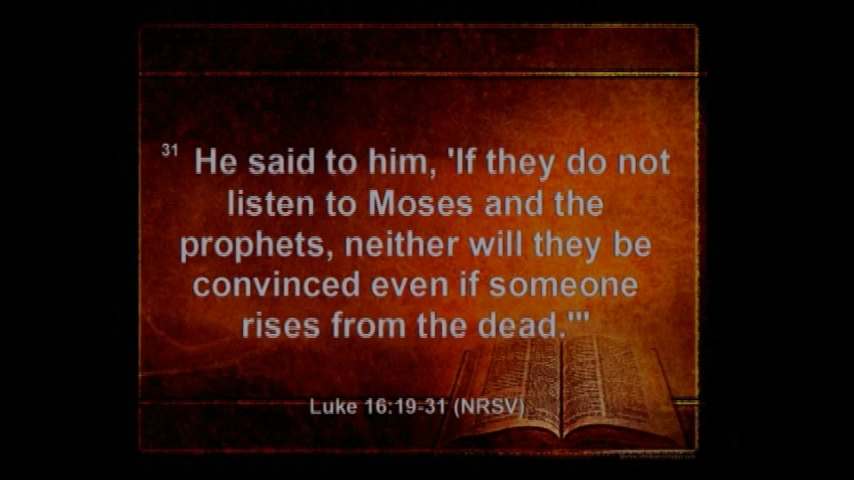 31 He said to him, 'If they do not
listen to Moses and the
prophets, neither will they be
convinced even if someone
rises from the dead.'"
Luke 16:19-31 (NRSV)